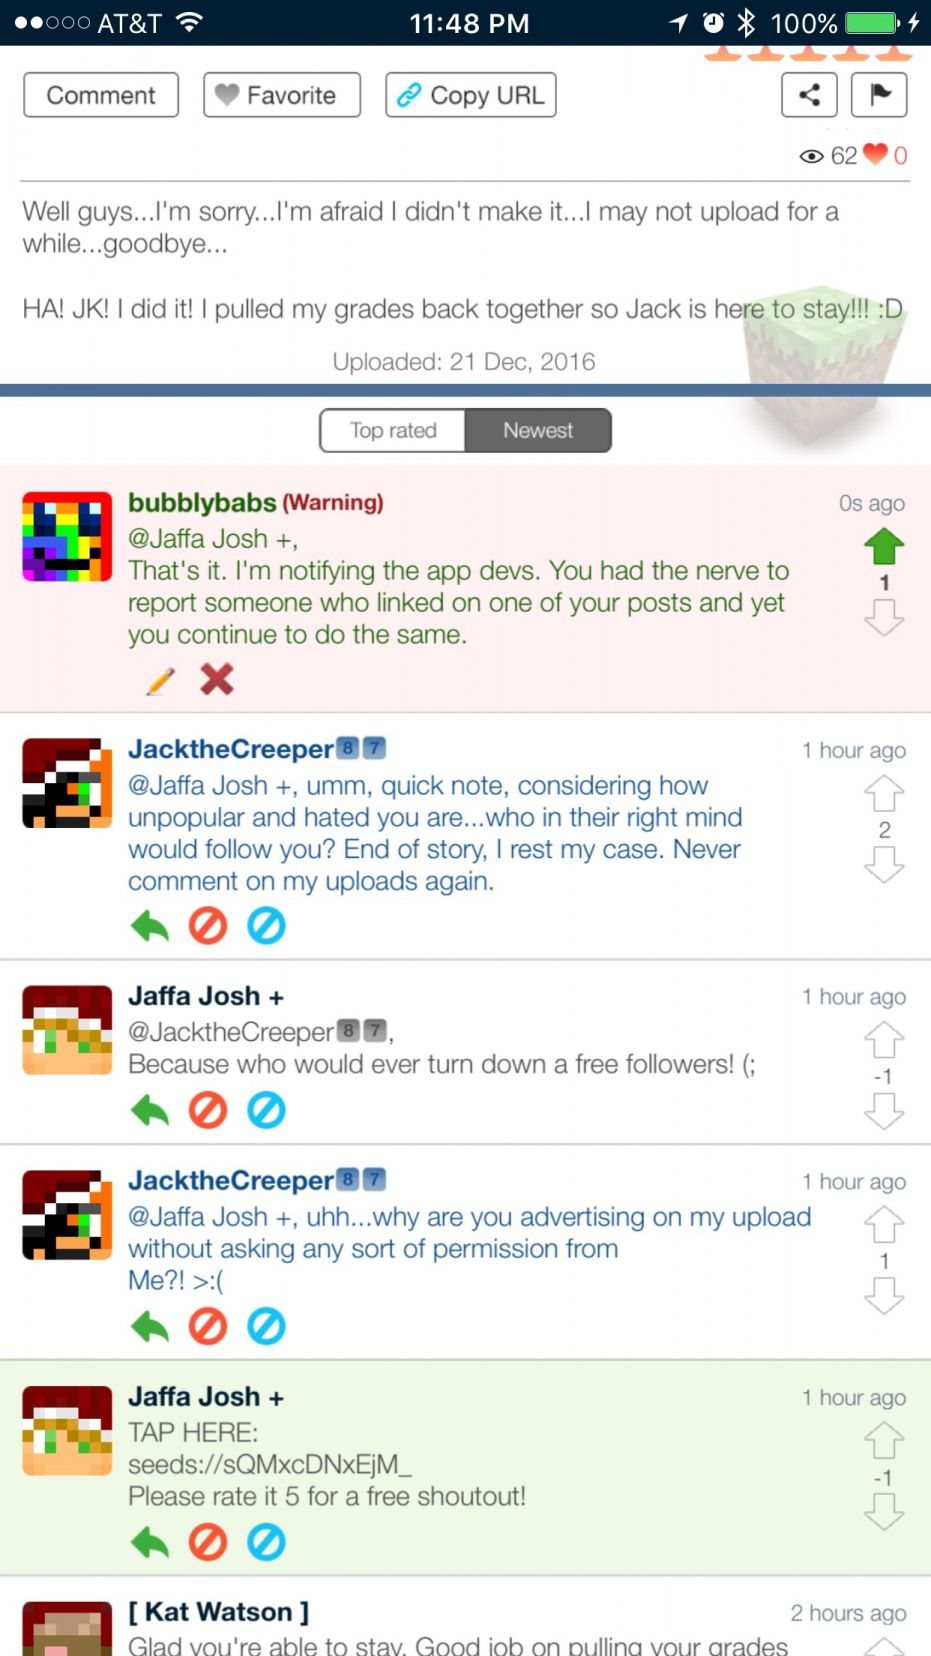 AT&T 11:48 PM 100%
Comment Favorite Copy URL
62 0
Well guys...I'm sorry...I'm afraid I didn't make it...I may not upload for a
while...goodbye...
HA! JK! I did it! I pulled my grades back together so Jack is here to stay!!! :D
Uploaded: 21 Dec, 2016
Top rated Newest
bubblybabs (Warning) 0s ago
@Jaffa Josh +,
That's it. I'm notifying the app devs. You had the nerve to
report someone who linked on one of your posts and yet
you continue to do the same.
1
JacktheCreeper87 1 hour ago
@Jaffa Josh +, umm, quick note, considering how
unpopular and hated you are...who in their right mind
would follow you? End of story, I rest my case. Never
comment on my uploads again.
2
Jaffa Josh + 1 hour ago
@JacktheCreeper87,
Because who would ever turn down a free followers! (;
-1
JacktheCreeper87 1 hour ago
@Jaffa Josh +, uhh...why are you advertising on my upload
without asking any sort of permission from
Me?! >:(
1
Jaffa Josh + 1 hour ago
TAP HERE:
seeds://sQMxcDNxEjM_
Please rate it 5 for a free shoutout!
-1
[ Kat Watson ] 2 hours ago
Glad you're able to stay. Good job on pulling your grades